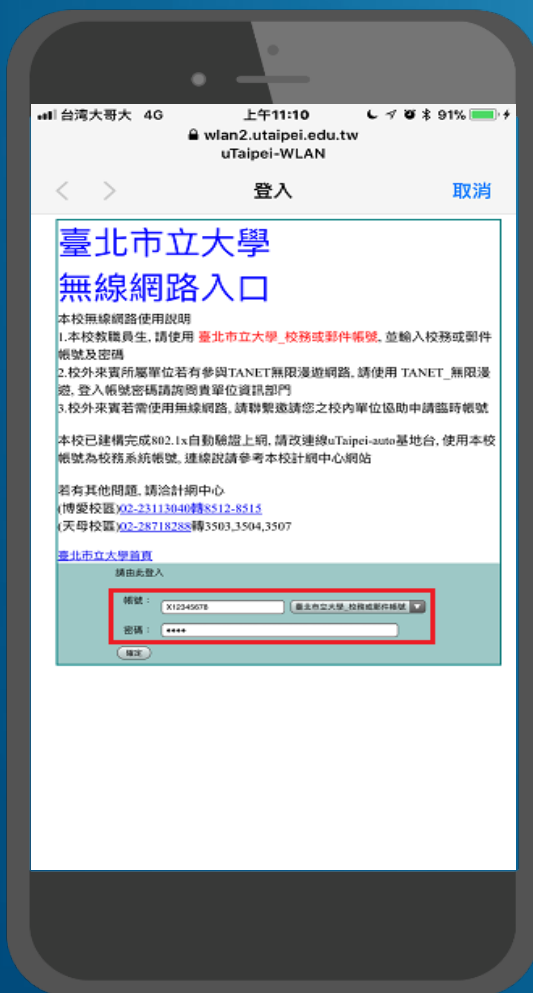 台湾大哥大 4G 上午11:10 91%
wlan2.utaipei.edu.tw
uTaipei-WLAN
登入 取消
臺北市立大學
無線網路入口
本校無線網路使用說明
1.本校教職員生, 請使用 臺北市立大學_校務或郵件帳號, 並輸入校務或郵件
帳號及密碼
2.校外來賓所屬單位若有參與TANET無限漫遊網路, 請使用 TANET_無限漫
遊, 登入帳號密碼請詢問貴單位資訊部門
3.校外來賓若需使用無線網路, 請聯繫邀請您之校內單位協助申請臨時帳號
本校已建構完成802.1x自動驗證上網, 請改連線uTaipei-auto基地台, 使用本校
帳號為校務系統帳號, 連線說請參考本校計網中心網站
若有其他問題, 請洽計網中心
(博愛校區)02-23113040轉8512-8515
(天母校區)02-28718288轉3503,3504,3507
臺北市立大學首頁
請由此登入
帳號： X12345678 臺北市立大學_校務或郵件帳號
密碼： ****
確定